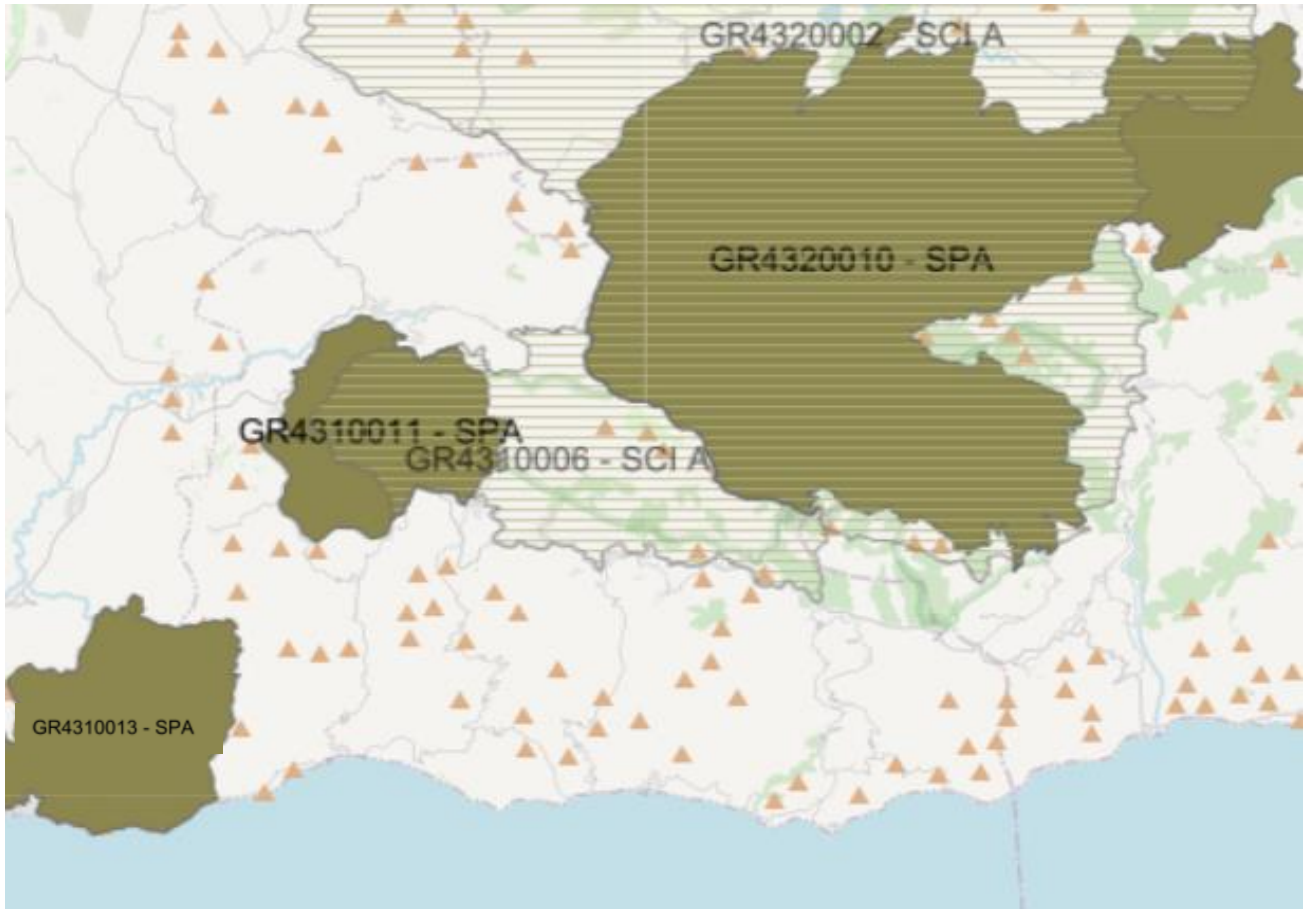 GR4320002 - SCI A
GR4320010 - SPA
GR4310011 - SPA
GR4310006 - SCI A
GR4310013 - SPA